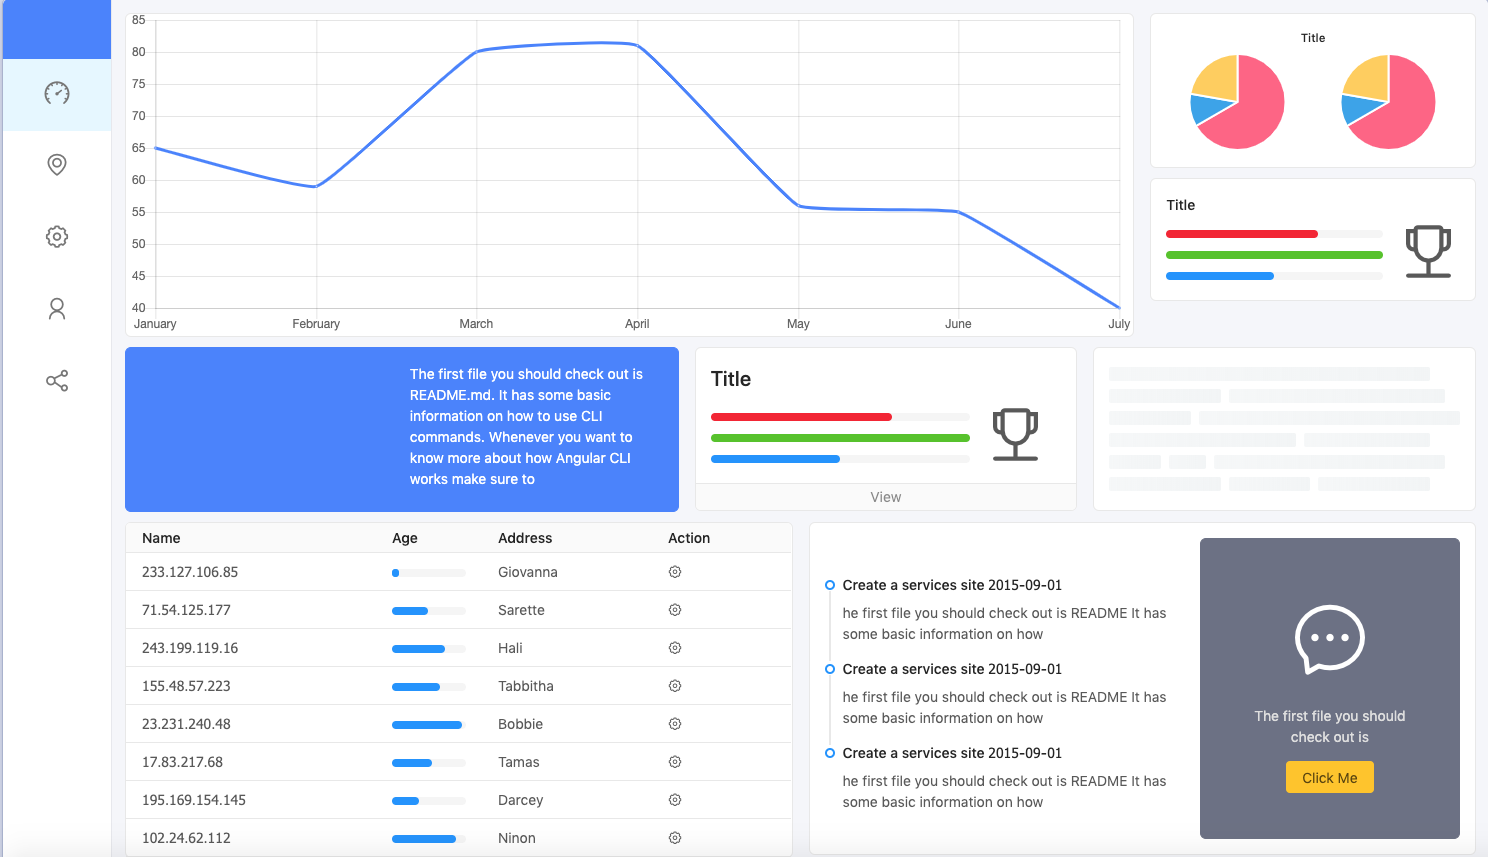 85
80
75
70
65
60
55
50
45
40
January February March April May June July
Title
Title
The first file you should check out is
README.md. It has some basic
information on how to use CLI
commands. Whenever you want to
know more about how Angular CLI
works make sure to
Title
View
Name Age Address Action
233.127.106.85 Giovanna
71.54.125.177 Sarette
243.199.119.16 Hali
155.48.57.223 Tabbitha
23.231.240.48 Bobbie
17.83.217.68 Tamas
195.169.154.145 Darcey
102.24.62.112 Ninon
Create a services site 2015-09-01
he first file you should check out is README It has
some basic information on how
Create a services site 2015-09-01
he first file you should check out is README It has
some basic information on how
Create a services site 2015-09-01
he first file you should check out is README It has
some basic information on how
The first file you should
check out is
Click Me